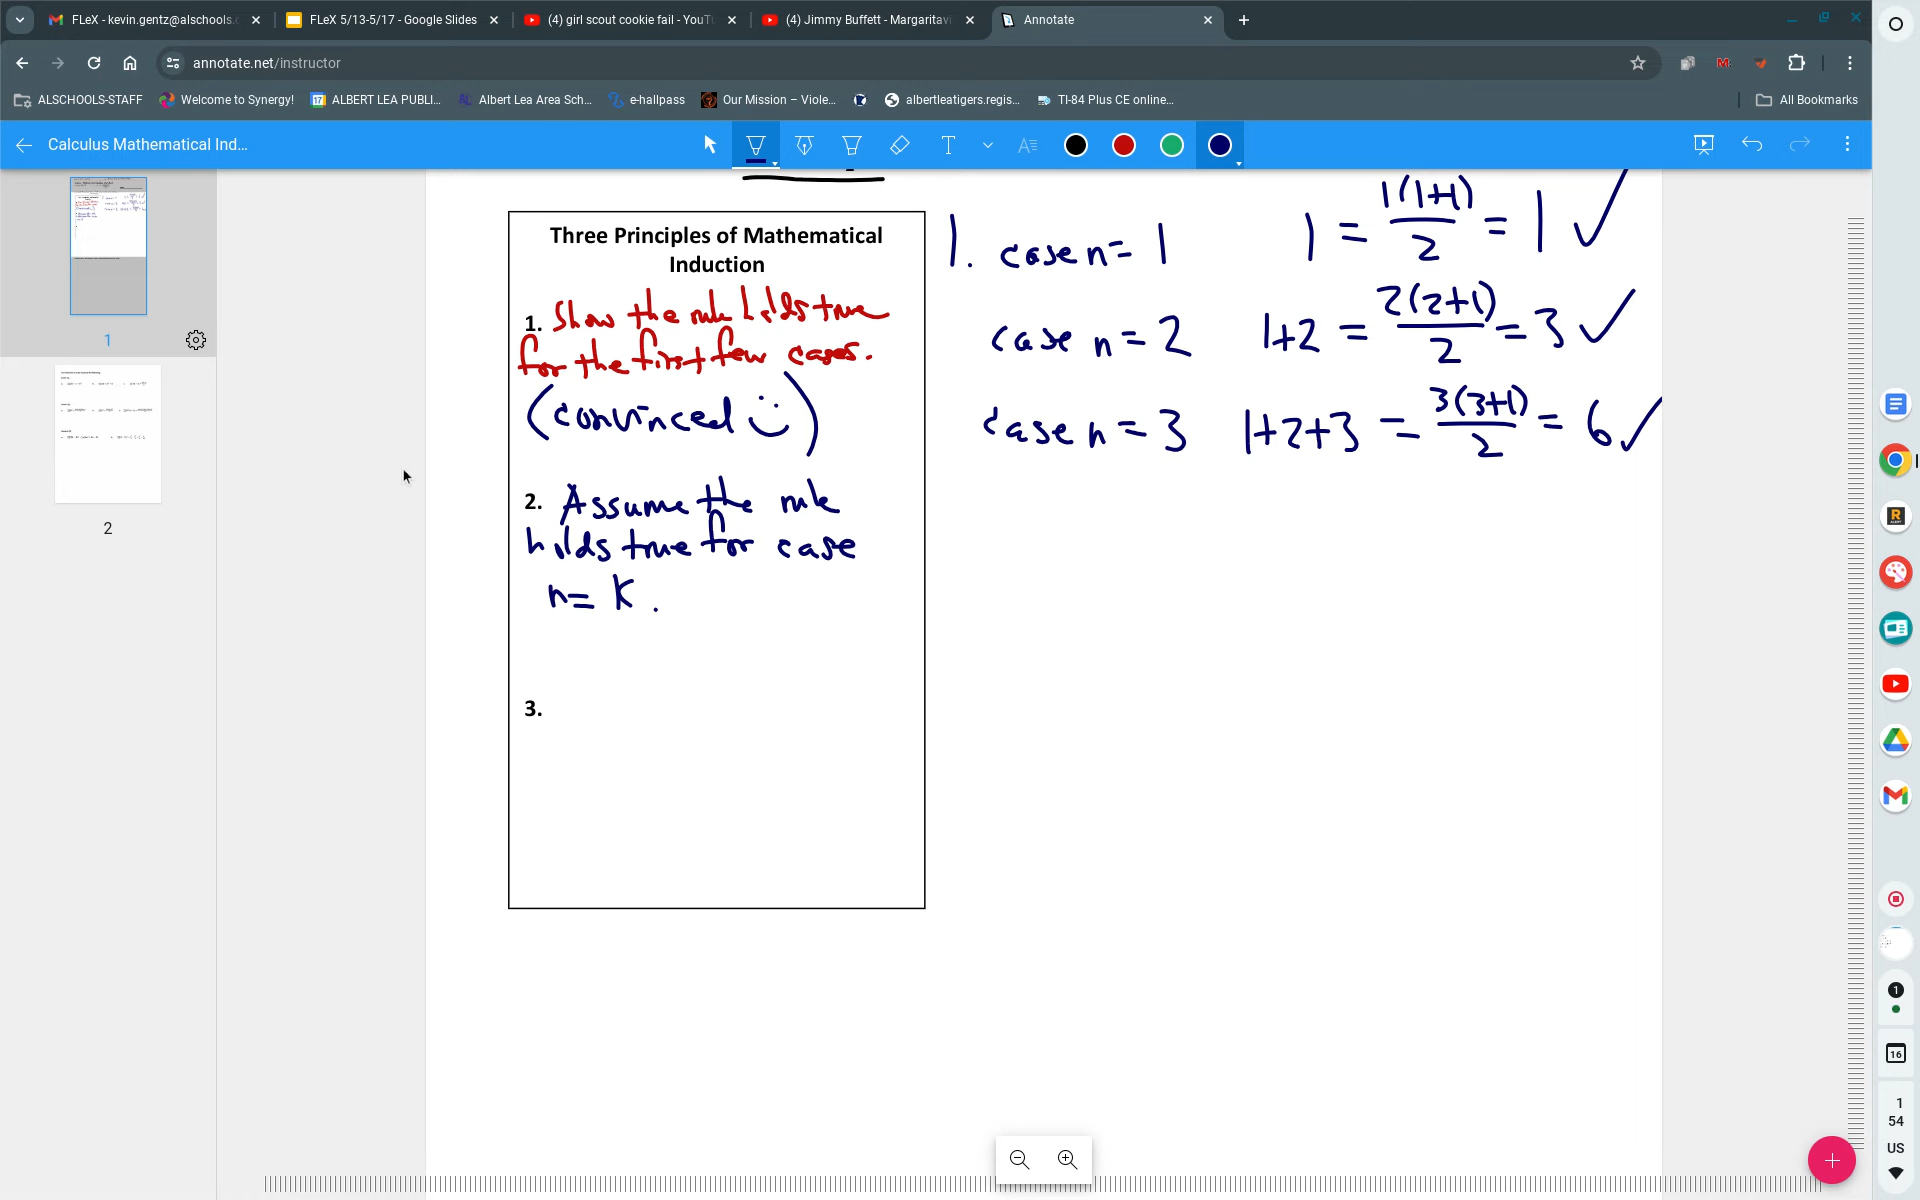 FLeX - kevin.gentz@alschools.c
FLeX 5/13-5/17 - Google Slides
(4) girl scout cookie fail - YouTu
(4) Jimmy Buffett - Margaritavi
Annotate
annotate.net/instructor
ALSCHOOLS-STAFF
Welcome to Synergy!
17
ALBERT LEA PUBLI...
AL
Albert Lea Area Sch...
e-hallpass
Our Mission – Viole...
albertleatigers.regis...
TI-84 Plus CE online...
All Bookmarks
Calculus Mathematical Ind...
T
A
1
2
Three Principles of Mathematical
Induction
1. Show the rule holds true
for the first few cases.
(convinced )
2. Assume the rule
holds true for case
n = K.
3.
1. case n = 1 1 = 1(1+1)/2 = 1 ✓
case n = 2 1+2 = 2(2+1)/2 = 3 ✓
case n = 3 1+2+3 = 3(3+1)/2 = 6 ✓
1
16
1
54
US